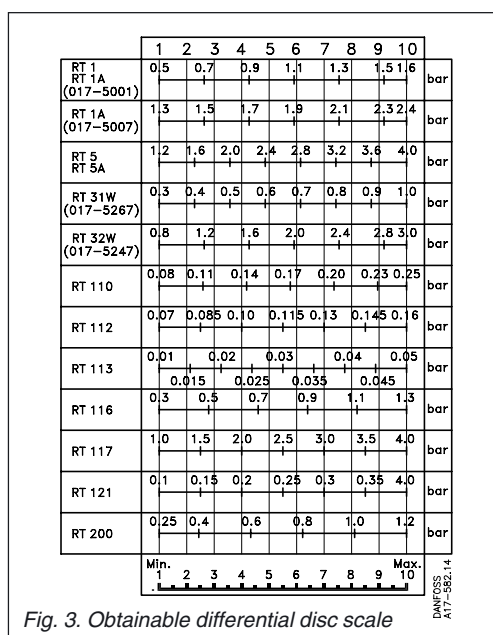 1 2 3 4 5 6 7 8 9 10
RT 1
RT 1A
(017-5001)
0.5 0.7 0.9 1.1 1.3 1.5 1.6
bar
RT 1A
(017-5007)
1.3 1.5 1.7 1.9 2.1 2.3 2.4
bar
RT 5
RT 5A
1.2 1.6 2.0 2.4 2.8 3.2 3.6 4.0
bar
RT 31W
(017-5267)
0.3 0.4 0.5 0.6 0.7 0.8 0.9 1.0
bar
RT 32W
(017-5247)
0.8 1.2 1.6 2.0 2.4 2.8 3.0
bar
RT 110
0.08 0.11 0.14 0.17 0.20 0.23 0.25
bar
RT 112
0.07 0.085 0.10 0.115 0.13 0.145 0.16
bar
RT 113
0.01 0.02 0.03 0.04 0.05
0.015 0.025 0.035 0.045
bar
RT 116
0.3 0.5 0.7 0.9 1.1 1.3
bar
RT 117
1.0 1.5 2.0 2.5 3.0 3.5 4.0
bar
RT 121
0.1 0.15 0.2 0.25 0.3 0.35 4.0
bar
RT 200
0.25 0.4 0.6 0.8 1.0 1.2
bar
Min. Max.
1 2 3 4 5 6 7 8 9 10
DANFOSS
A17-582.14
Fig. 3. Obtainable differential disc scale